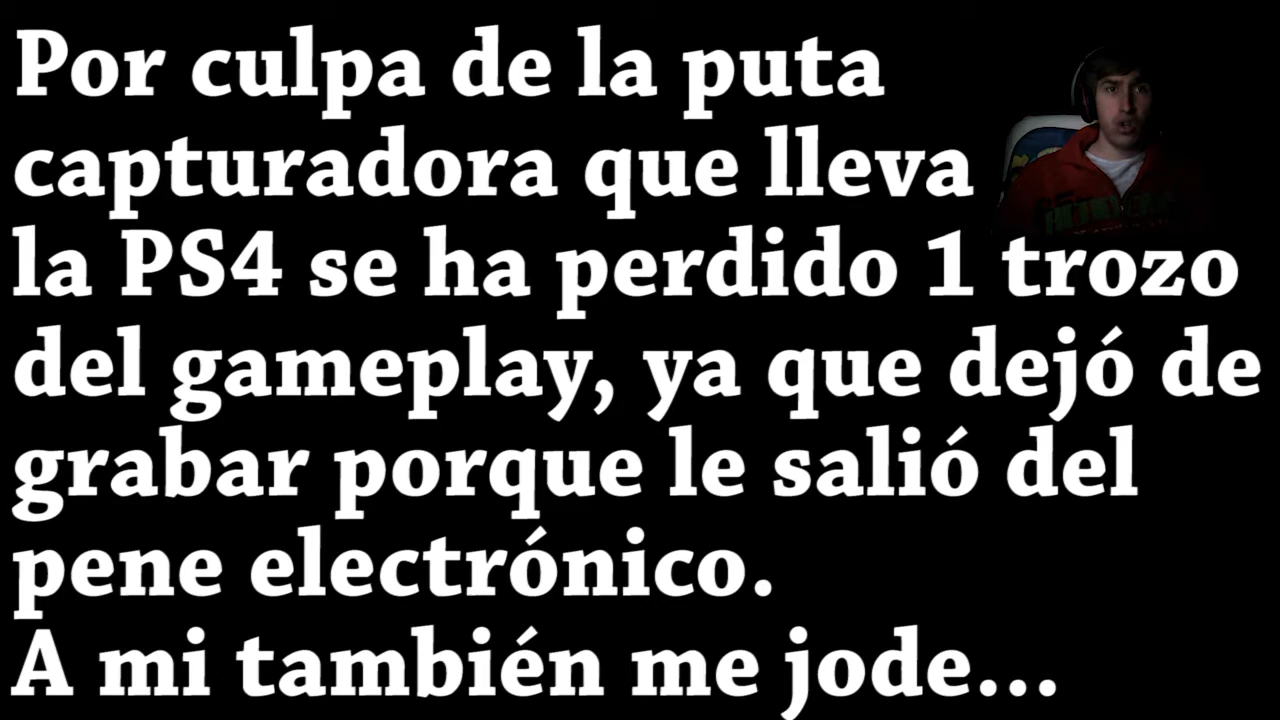 Por culpa de la puta
capturadora que lleva
la PS4 se ha perdido 1 trozo
del gameplay, ya que dejó de
grabar porque le salió del
pene electrónico.
A mi también me jode...